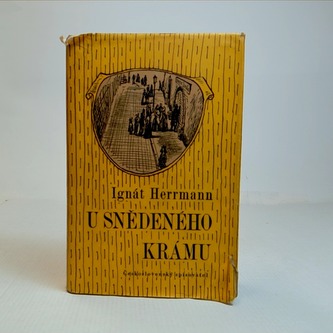 Ignát Herrmann
U SNĚDENÉHO
KRÁMU
Československý spisovatel